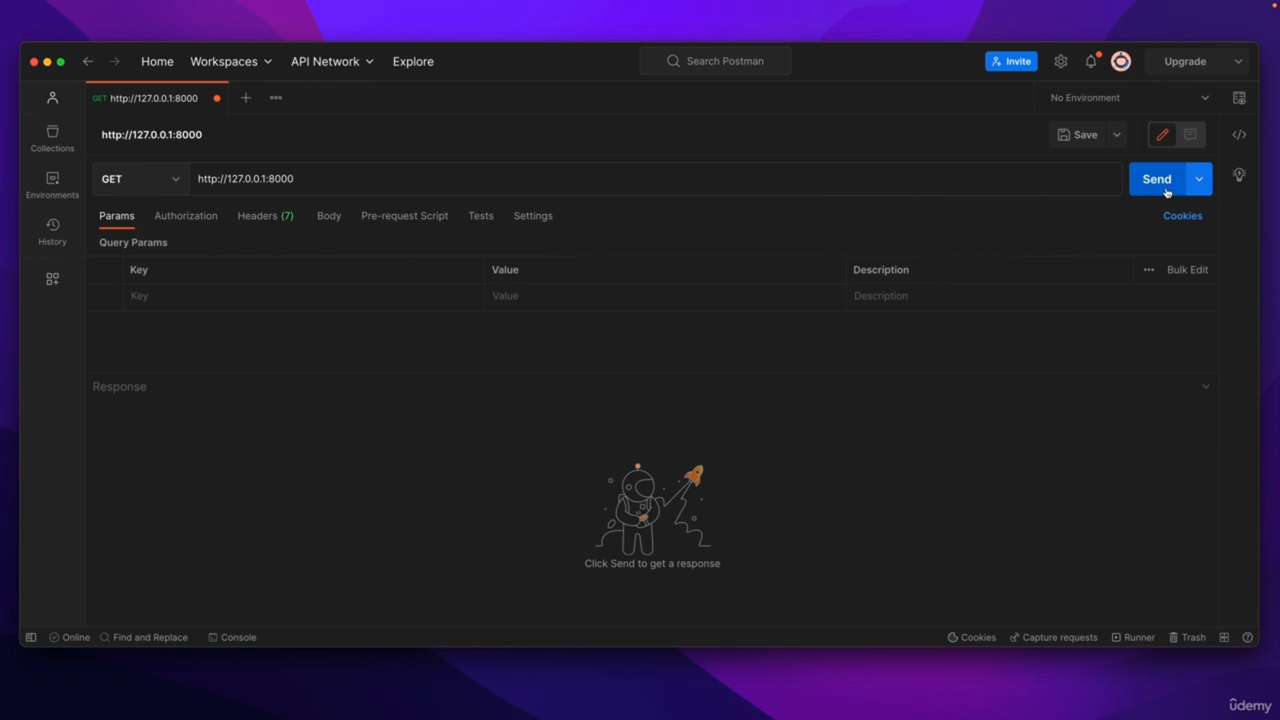 Home Workspaces API Network Explore Search Postman Invite Upgrade
GET http://127.0.0.1:8000 No Environment
http://127.0.0.1:8000 Save
Collections
GET http://127.0.0.1:8000 Send
Environments
Params Authorization Headers (7) Body Pre-request Script Tests Settings Cookies
History
Query Params
Key Value Description Bulk Edit
Key Value Description
Response
Click Send to get a response
Online Find and Replace Console Cookies Capture requests Runner Trash
ûdemy